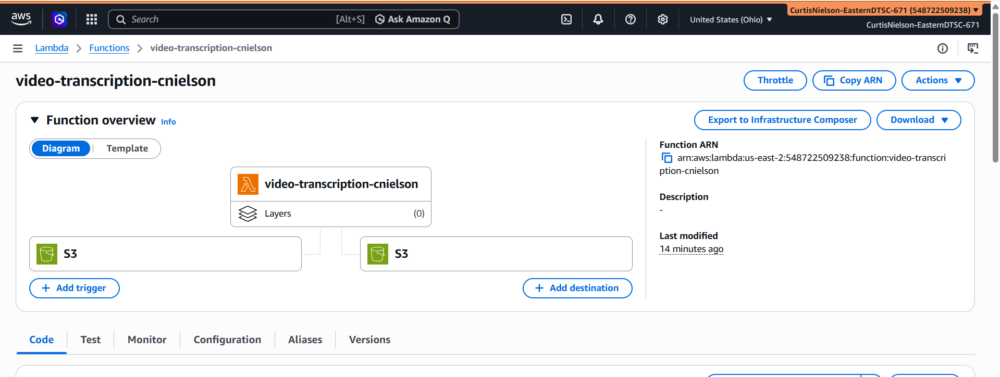 aws
Search [Alt+S] Ask Amazon Q United States (Ohio) CurtisNielson-EasternDTSC-671 (548722509238)
CurtisNielson-EasternDTSC-671
Lambda Functions video-transcription-cnielson
video-transcription-cnielson Throttle Copy ARN Actions
Function overview Info Export to Infrastructure Composer Download
Diagram Template
video-transcription-cnielson
Layers (0)
S3 S3
Add trigger Add destination
Function ARN
arn:aws:lambda:us-east-2:548722509238:function:video-transcri
ption-cnielson
Description
-
Last modified
14 minutes ago
Code Test Monitor Configuration Aliases Versions